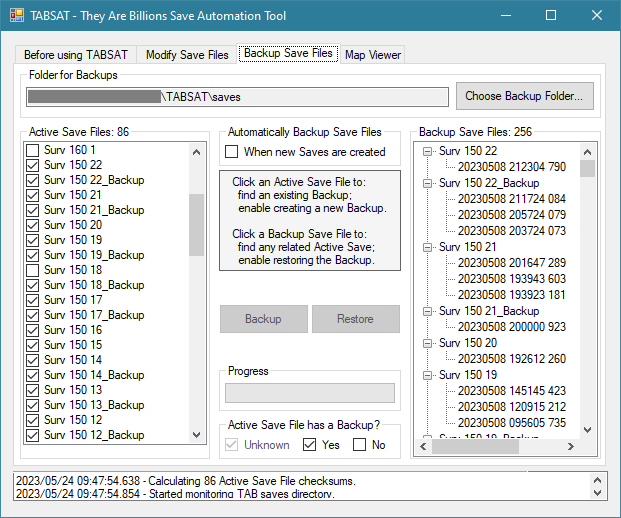 TABSAT - They Are Billions Save Automation Tool
Before using TABSAT
Modify Save Files
Backup Save Files
Map Viewer
Folder for Backups
\TABSAT\saves
Choose Backup Folder...
Active Save Files: 86
Surv 160 1
Surv 150 22
Surv 150 22_Backup
Surv 150 21
Surv 150 21_Backup
Surv 150 20
Surv 150 19
Surv 150 19_Backup
Surv 150 18
Surv 150 18_Backup
Surv 150 17
Surv 150 17_Backup
Surv 150 16
Surv 150 15
Surv 150 14
Surv 150 14_Backup
Surv 150 13
Surv 150 13_Backup
Surv 150 12
Surv 150 12_Backup
Automatically Backup Save Files
When new Saves are created
Click an Active Save File to:
find an existing Backup;
enable creating a new Backup.
Click a Backup Save File to:
find any related Active Save;
enable restoring the Backup.
Backup
Restore
Progress
Active Save File has a Backup?
Unknown
Yes
No
Backup Save Files: 256
Surv 150 22
20230508 212304 790
Surv 150 22_Backup
20230508 211724 084
20230508 205724 079
20230508 203724 073
Surv 150 21
20230508 201647 289
20230508 193943 603
20230508 193923 181
Surv 150 21_Backup
20230508 200000 923
Surv 150 20
20230508 192612 260
Surv 150 19
20230508 145145 423
20230508 120915 212
20230508 095605 735
Surv 150 19_Backup
2023/05/24 09:47:54.638 - Calculating 86 Active Save File checksums.
2023/05/24 09:47:54.854 - Started monitoring TAB saves directory.